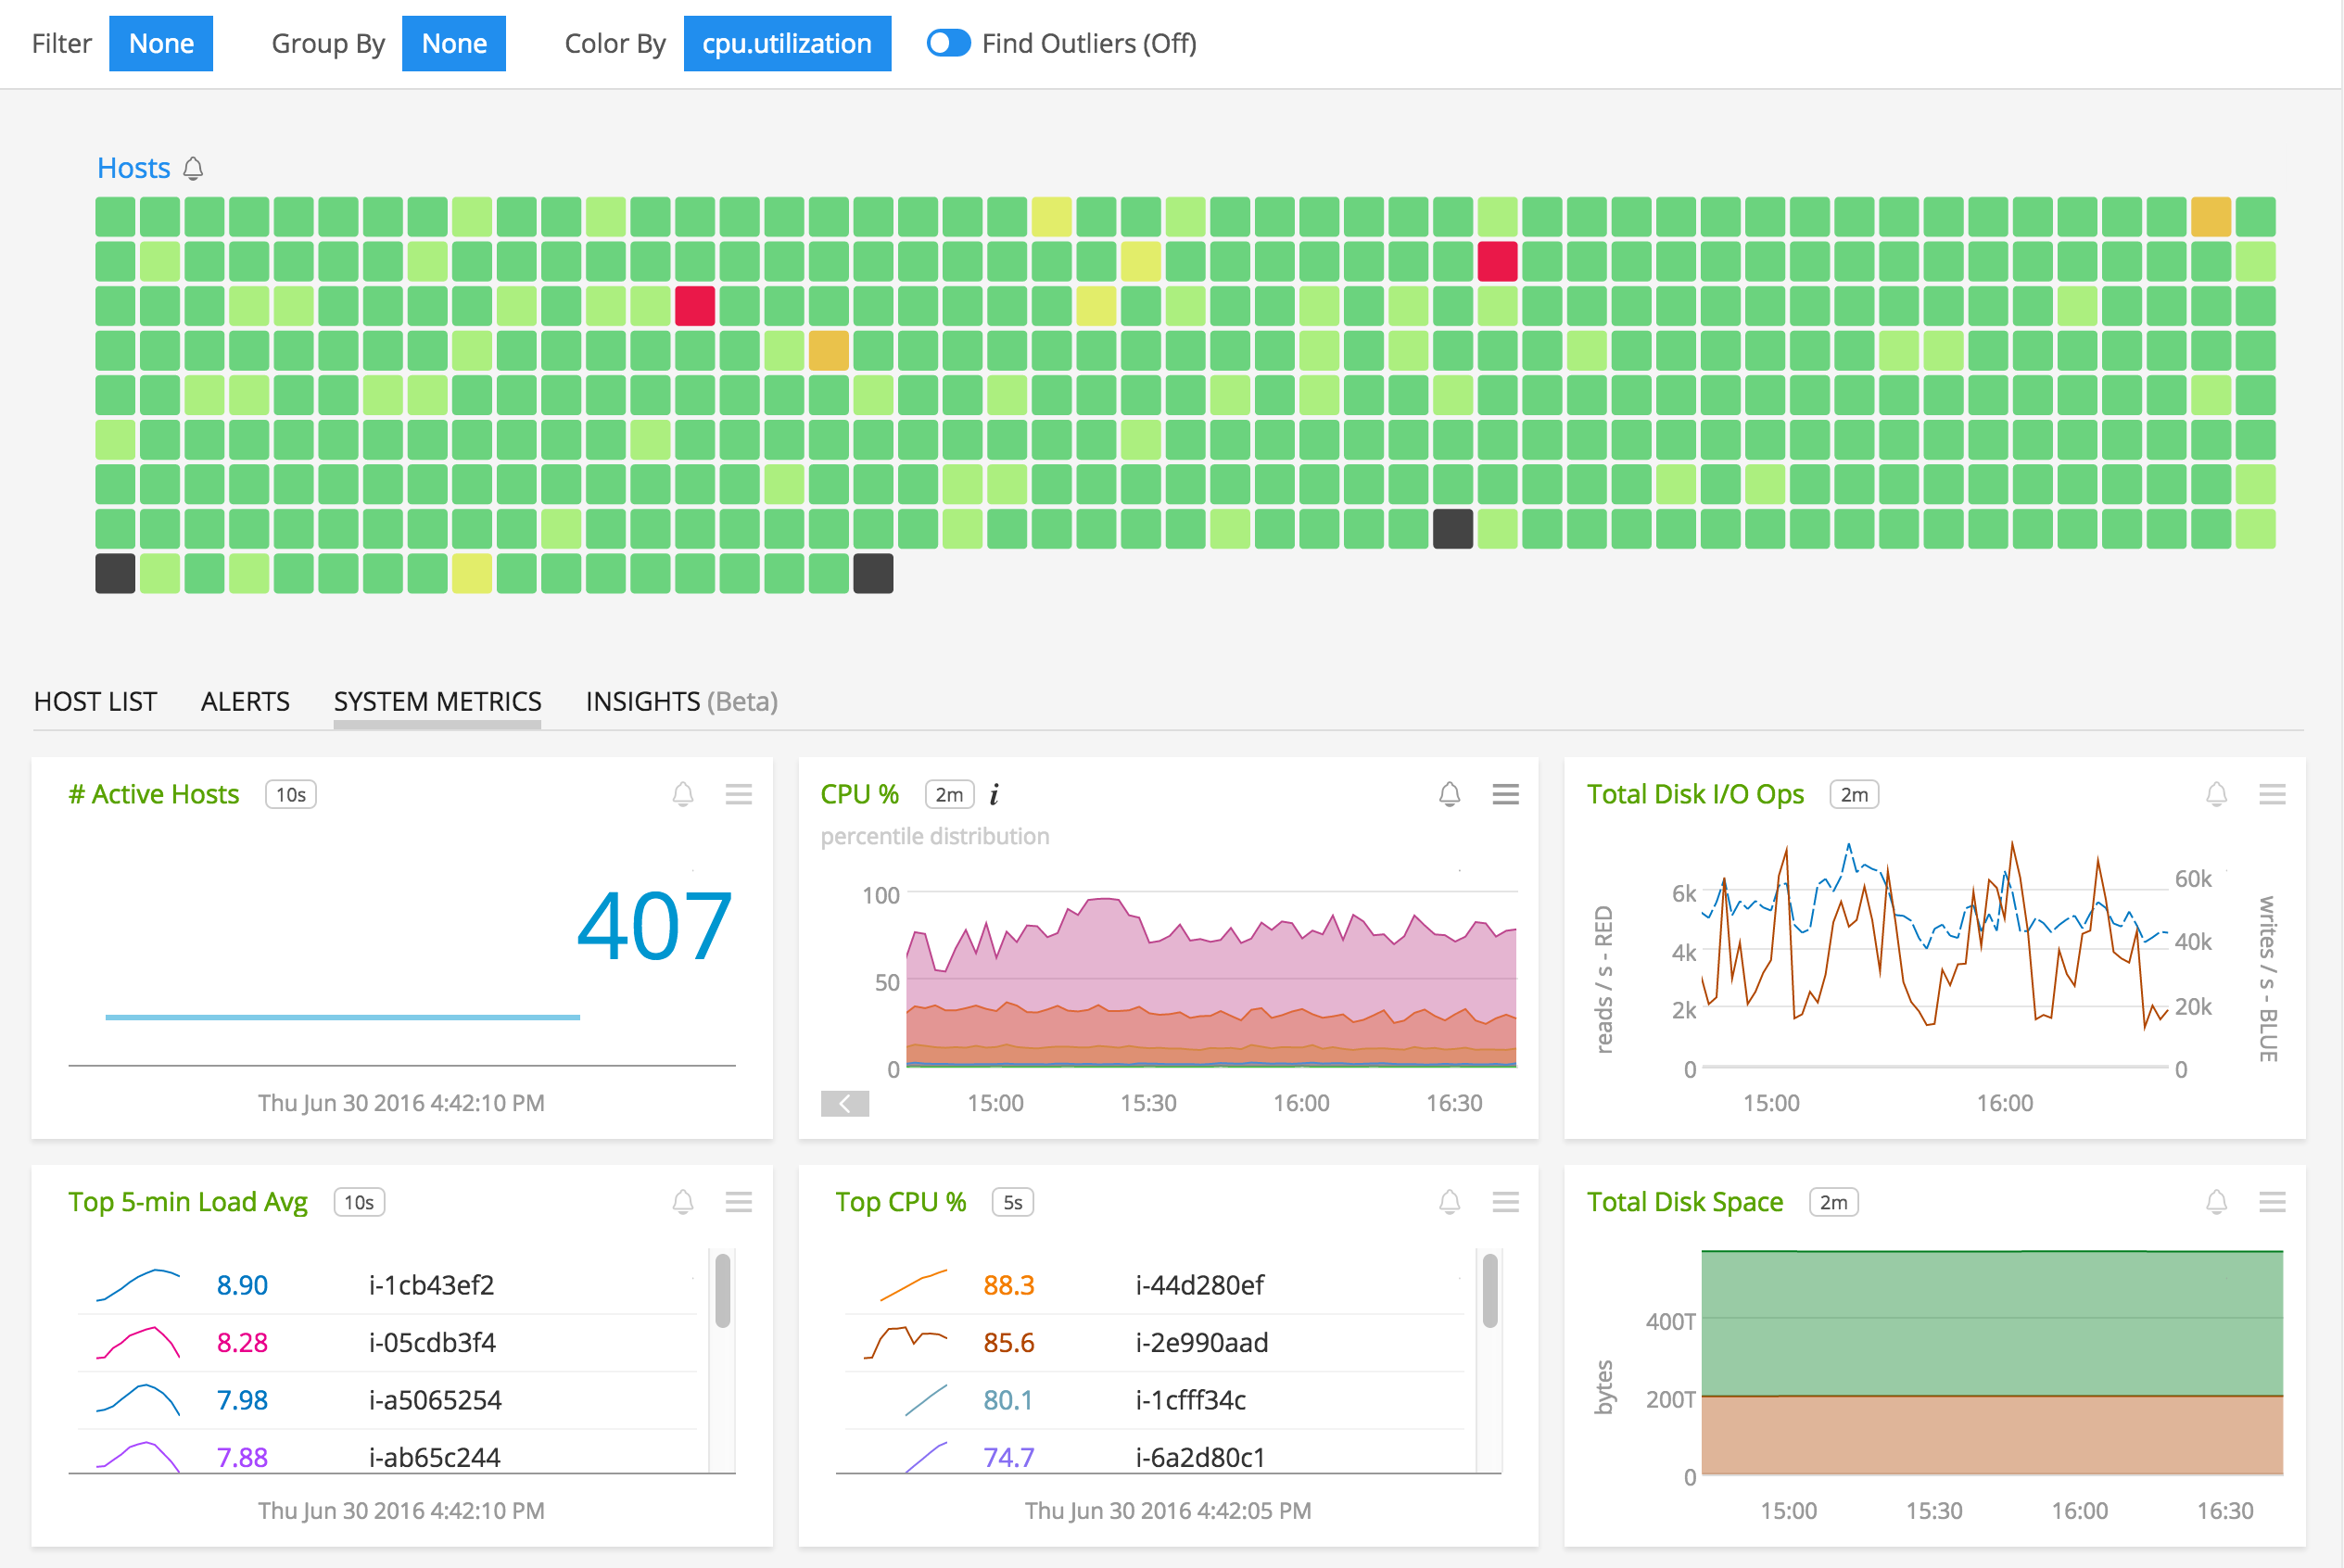 Filter None Group By None Color By cpu.utilization Find Outliers (Off)
Hosts
HOST LIST ALERTS SYSTEM METRICS INSIGHTS (Beta)
# Active Hosts 10s
407
Thu Jun 30 2016 4:42:10 PM
CPU % 2m i
percentile distribution
100
50
0
15:00 15:30 16:00 16:30
Total Disk I/O Ops 2m
reads / s - RED
6k
4k
2k
0
60k
40k
20k
0
writes / s - BLUE
15:00 16:00
Top 5-min Load Avg 10s
8.90 i-1cb43ef2
8.28 i-05cdb3f4
7.98 i-a5065254
7.88 i-ab65c244
Thu Jun 30 2016 4:42:10 PM
Top CPU % 5s
88.3 i-44d280ef
85.6 i-2e990aad
80.1 i-1cfff34c
74.7 i-6a2d80c1
Thu Jun 30 2016 4:42:05 PM
Total Disk Space 2m
bytes
400T
200T
0
15:00 15:30 16:00 16:30